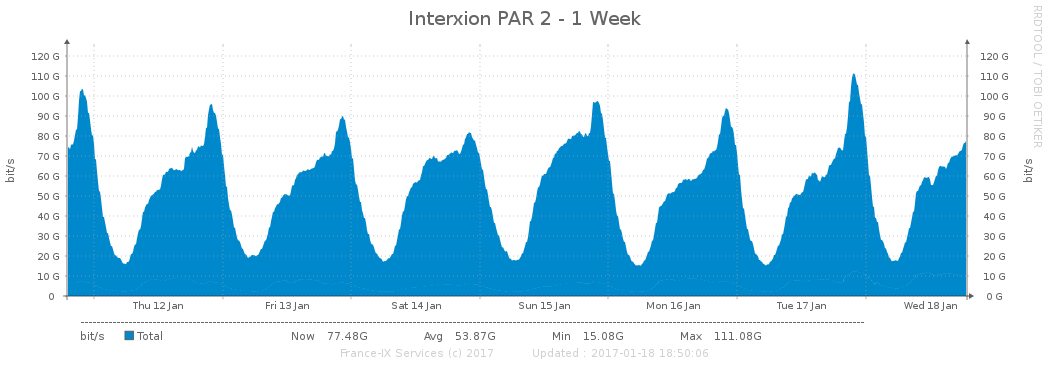 Interxion PAR 2 - 1 Week
RRDTOOL / TOBI OETIKER
bit/s
120 G
110 G
100 G
90 G
80 G
70 G
60 G
50 G
40 G
30 G
20 G
10 G
0
120 G
110 G
100 G
90 G
80 G
70 G
60 G
50 G
40 G
30 G
20 G
10 G
0 G
bit/s
Thu 12 Jan Fri 13 Jan Sat 14 Jan Sun 15 Jan Mon 16 Jan Tue 17 Jan Wed 18 Jan
bit/s Total Now 77.48G Avg 53.87G Min 15.08G Max 111.08G
France-IX Services (c) 2017 Updated : 2017-01-18 18:50:06